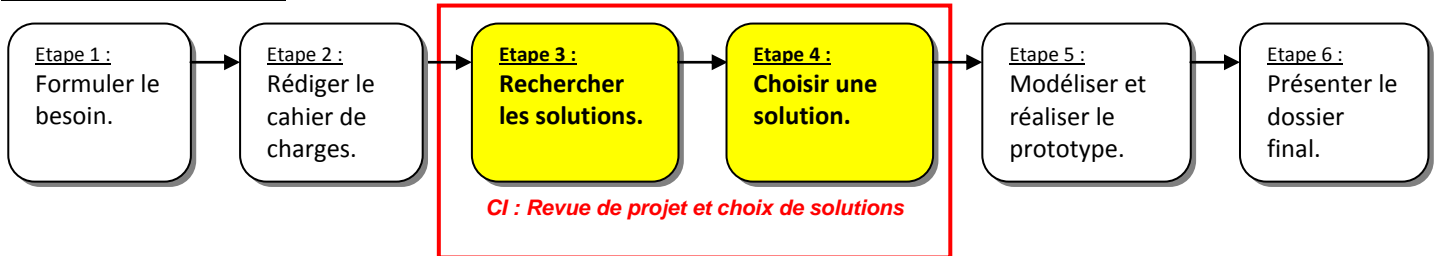 Etape 1 :
Formuler le
besoin.
Etape 2 :
Rédiger le
cahier de
charges.
Etape 3 :
Rechercher
les solutions.
Etape 4 :
Choisir une
solution.
Etape 5 :
Modéliser et
réaliser le
prototype.
Etape 6 :
Présenter le
dossier
final.
CI : Revue de projet et choix de solutions